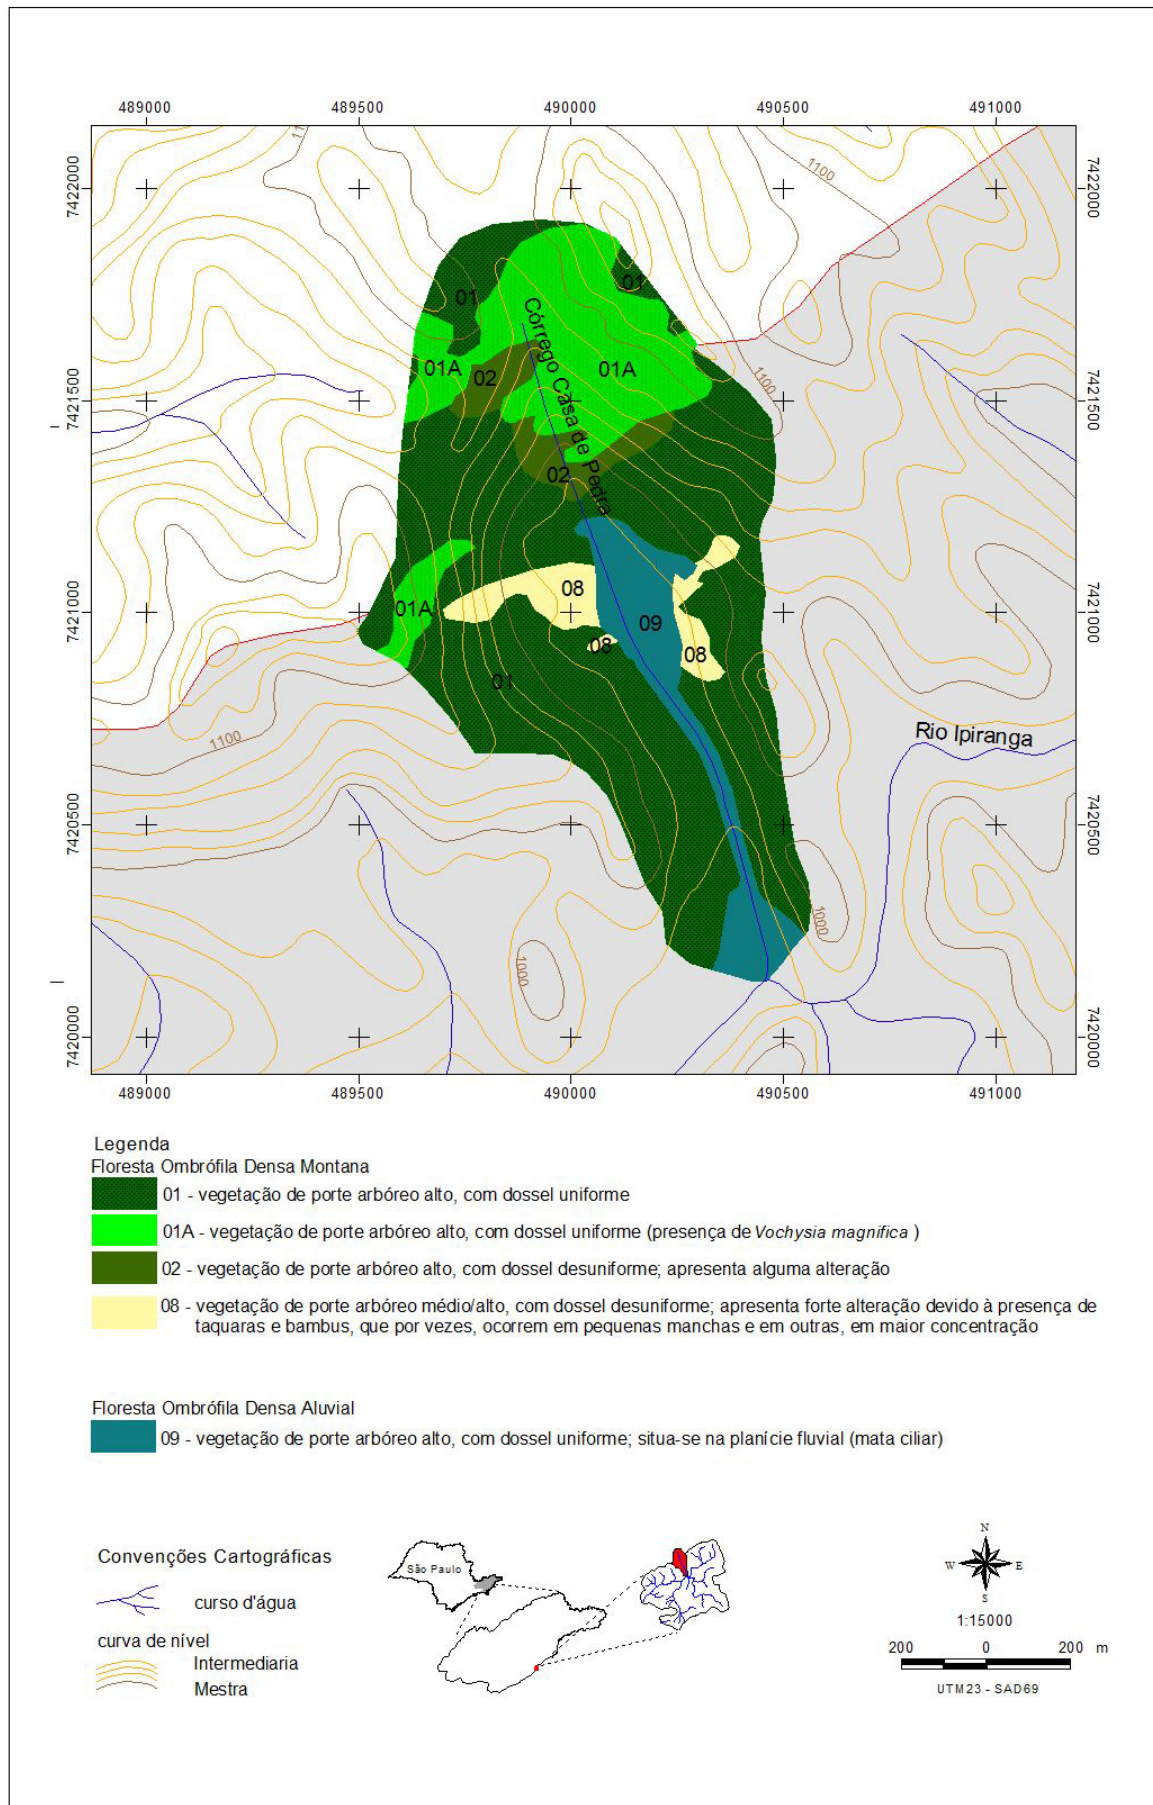 489000 489500 490000 490500 491000
7422000
7421500
7421000
7420500
7420000
7422000
7421500
7421000
7420500
7420000
11
1100
01
01
Córrego Casa de Pedra
01A
02
01A
1100
02
08
01A
09
08
08
01
Rio Ipiranga
1100
1000
1000
489000 489500 490000 490500 491000
Legenda
Floresta Ombrófila Densa Montana
01 - vegetação de porte arbóreo alto, com dossel uniforme
01A - vegetação de porte arbóreo alto, com dossel uniforme (presença de Vochysia magnifica )
02 - vegetação de porte arbóreo alto, com dossel desuniforme; apresenta alguma alteração
08 - vegetação de porte arbóreo médio/alto, com dossel desuniforme; apresenta forte alteração devido à presença de
taquaras e bambus, que por vezes, ocorrem em pequenas manchas e em outras, em maior concentração
Floresta Ombrófila Densa Aluvial
09 - vegetação de porte arbóreo alto, com dossel uniforme; situa-se na planície fluvial (mata ciliar)
Convenções Cartográficas
curso d'água
curva de nível
Intermediaria
Mestra
São Paulo
N
W E
S
1:15000
200 0 200 m
UTM23 - SAD69